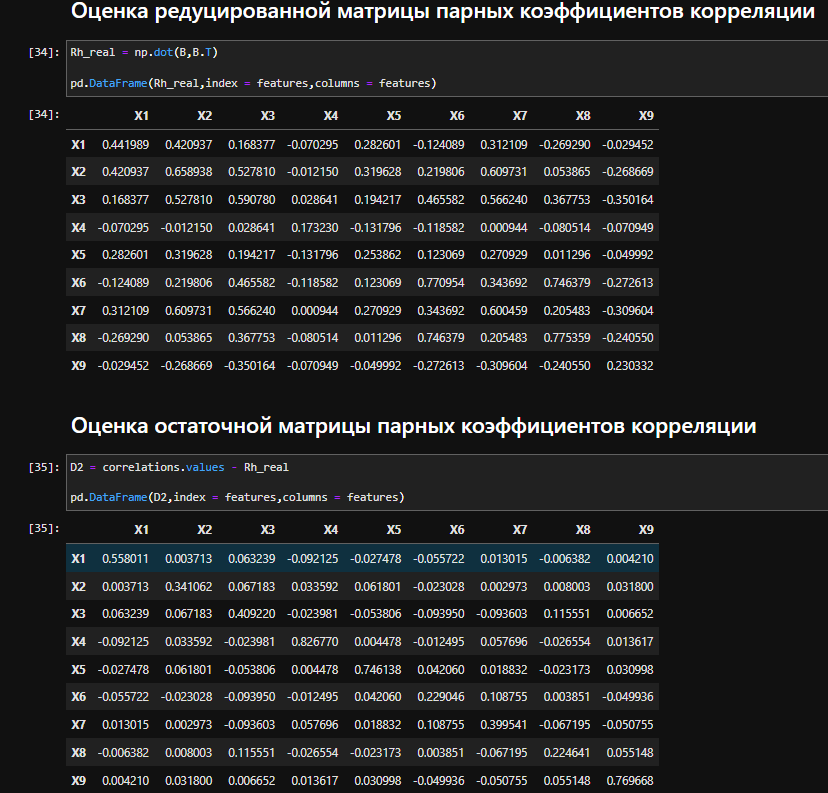 Оценка редуцированной матрицы парных коэффициентов корреляции
[34]: Rh_real = np.dot(B,B.T)
pd.DataFrame(Rh_real,index = features,columns = features)
[34]: X1 X2 X3 X4 X5 X6 X7 X8 X9
X1 0.441989 0.420937 0.168377 -0.070295 0.282601 -0.124089 0.312109 -0.269290 -0.029452
X2 0.420937 0.658938 0.527810 -0.012150 0.319628 0.219806 0.609731 0.053865 -0.268669
X3 0.168377 0.527810 0.590780 0.028641 0.194217 0.465582 0.566240 0.367753 -0.350164
X4 -0.070295 -0.012150 0.028641 0.173230 -0.131796 -0.118582 0.000944 -0.080514 -0.070949
X5 0.282601 0.319628 0.194217 -0.131796 0.253862 0.123069 0.270929 0.011296 -0.049992
X6 -0.124089 0.219806 0.465582 -0.118582 0.123069 0.770954 0.343692 0.746379 -0.272613
X7 0.312109 0.609731 0.566240 0.000944 0.270929 0.343692 0.600459 0.205483 -0.309604
X8 -0.269290 0.053865 0.367753 -0.080514 0.011296 0.746379 0.205483 0.775359 -0.240550
X9 -0.029452 -0.268669 -0.350164 -0.070949 -0.049992 -0.272613 -0.309604 -0.240550 0.230332
Оценка остаточной матрицы парных коэффициентов корреляции
[35]: D2 = correlations.values - Rh_real
pd.DataFrame(D2,index = features,columns = features)
[35]: X1 X2 X3 X4 X5 X6 X7 X8 X9
X1 0.558011 0.003713 0.063239 -0.092125 -0.027478 -0.055722 0.013015 -0.006382 0.004210
X2 0.003713 0.341062 0.067183 0.033592 0.061801 -0.023028 0.002973 0.008003 0.031800
X3 0.063239 0.067183 0.409220 -0.023981 -0.053806 -0.093950 -0.093603 0.115551 0.006652
X4 -0.092125 0.033592 -0.023981 0.826770 0.004478 -0.012495 0.057696 -0.026554 0.013617
X5 -0.027478 0.061801 -0.053806 0.004478 0.746138 0.042060 0.018832 -0.023173 0.030998
X6 -0.055722 -0.023028 -0.093950 -0.012495 0.042060 0.229046 0.108755 0.003851 -0.049936
X7 0.013015 0.002973 -0.093603 0.057696 0.018832 0.108755 0.399541 -0.067195 -0.050755
X8 -0.006382 0.008003 0.115551 -0.026554 -0.023173 0.003851 -0.067195 0.224641 0.055148
X9 0.004210 0.031800 0.006652 0.013617 0.030998 -0.049936 -0.050755 0.055148 0.769668